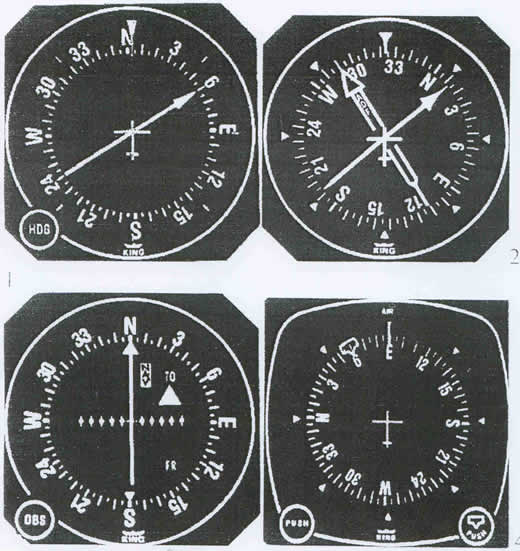 N
33 3
30 6
W E
24 12
21 15
S
HDG
KING
1
33
30 N
W 3
24 6
21 E
S 12
15
KING
2
N
33 3
30 TO 6
W E
24 FR 12
21 15
S
OBS
KING
E
6 12
3 15
N S
33 21
30 24
W
PUSH PUSH
KING